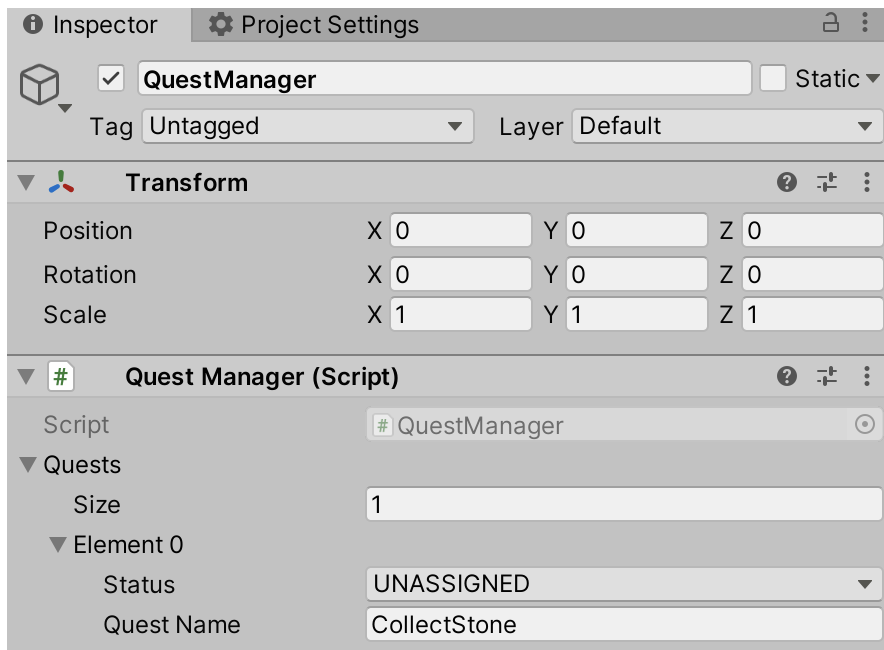 Inspector Project Settings
QuestManager Static
Tag Untagged Layer Default
Transform
Position X 0 Y 0 Z 0
Rotation X 0 Y 0 Z 0
Scale X 1 Y 1 Z 1
# Quest Manager (Script)
Script # QuestManager
Quests
Size 1
Element 0
Status UNASSIGNED
Quest Name CollectStone